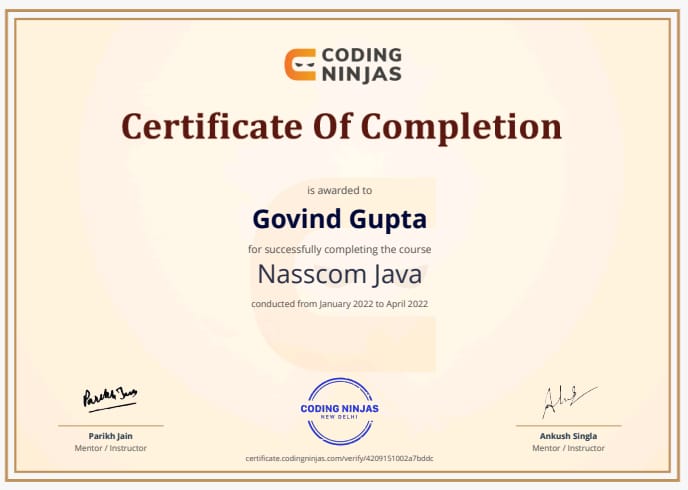 CODING
NINJAS
Certificate Of Completion
is awarded to
Govind Gupta
for successfully completing the course
Nasscom Java
conducted from January 2022 to April 2022
Parikh Jain
CODING NINJAS
NEW DELHI
Parikh Jain
Mentor / Instructor
Ankush Singla
Mentor / Instructor
certificate.codingninjas.com/verify/4209151002a7bddc